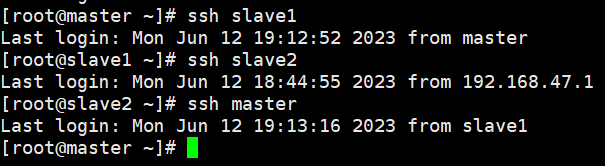 [root@master ~]# ssh slave1
Last login: Mon Jun 12 19:12:52 2023 from master
[root@slave1 ~]# ssh slave2
Last login: Mon Jun 12 18:44:55 2023 from 192.168.47.1
[root@slave2 ~]# ssh master
Last login: Mon Jun 12 19:13:16 2023 from slave1
[root@master ~]#